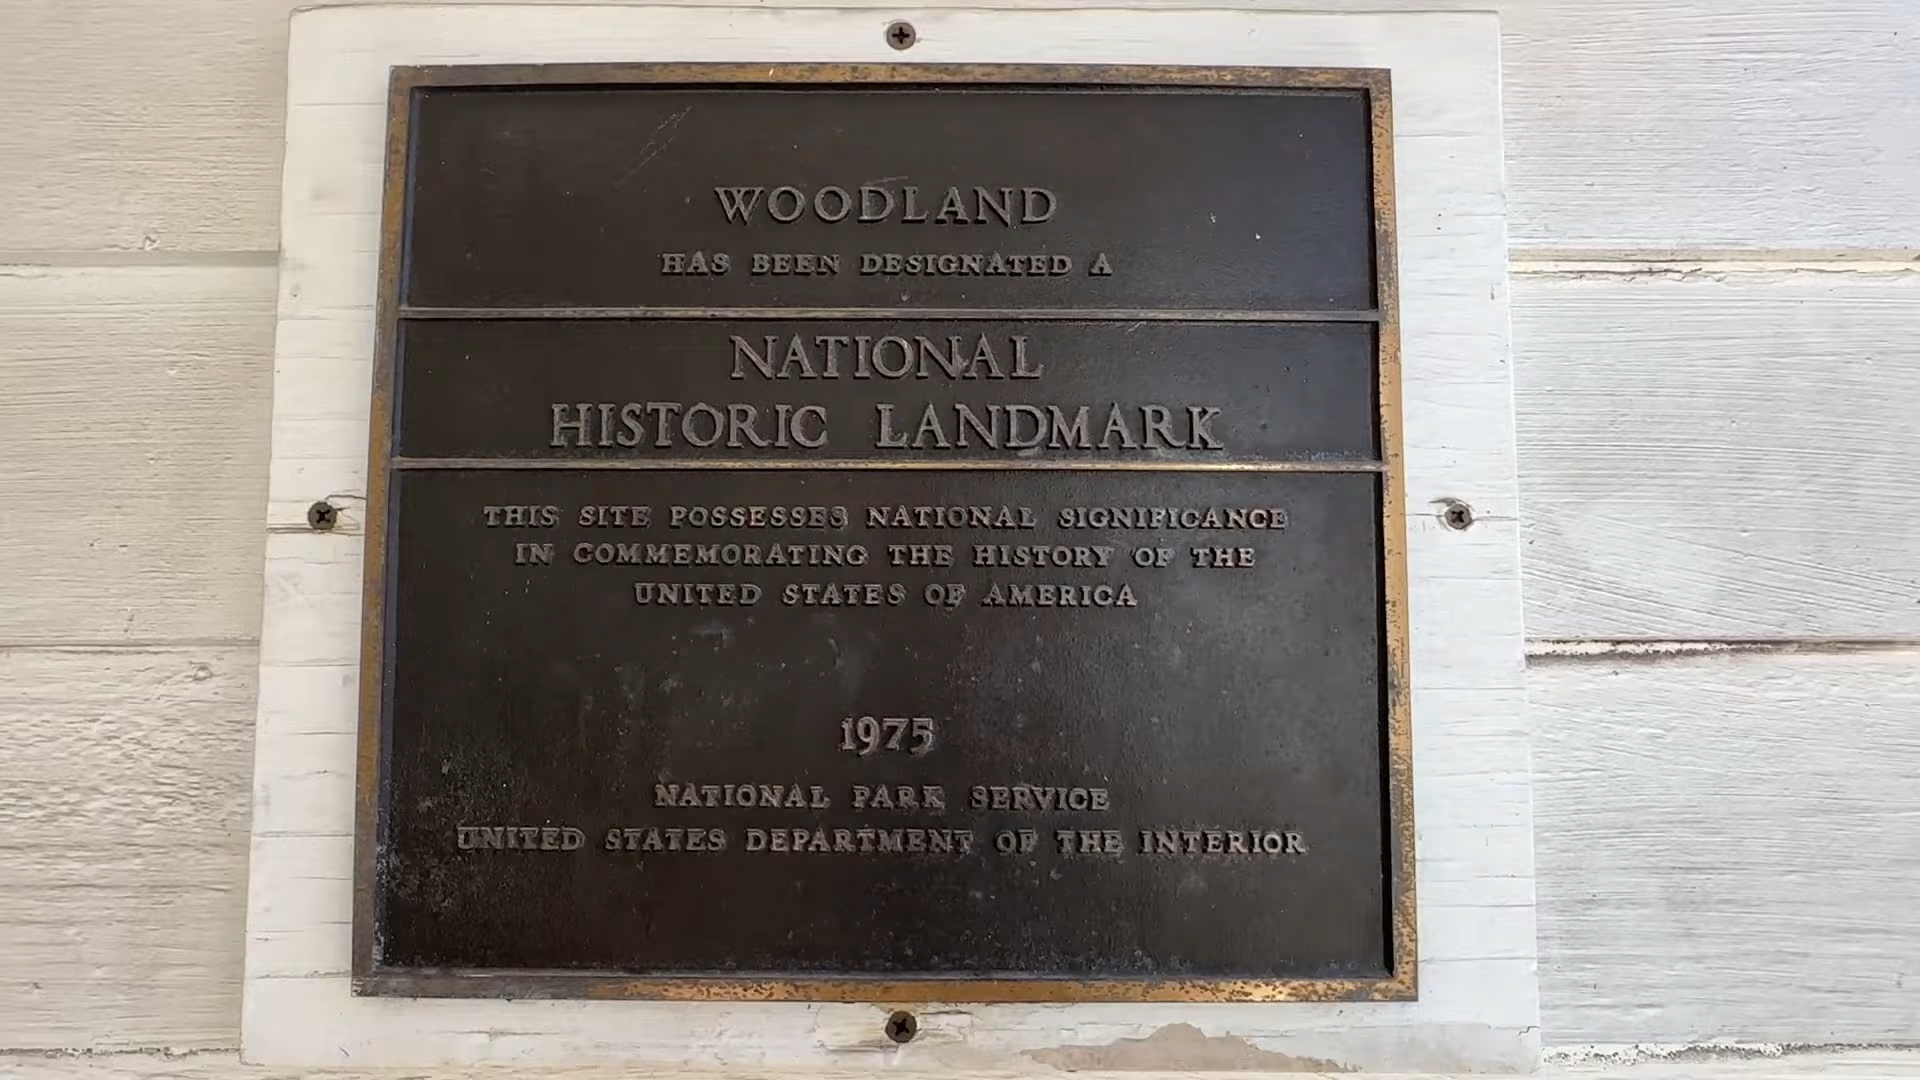 WOODLAND
HAS BEEN DESIGNATED A
NATIONAL
HISTORIC LANDMARK
THIS SITE POSSESSES NATIONAL SIGNIFICANCE
IN COMMEMORATING THE HISTORY OF THE
UNITED STATES OF AMERICA
1975
NATIONAL PARK SERVICE
UNITED STATES DEPARTMENT OF THE INTERIOR